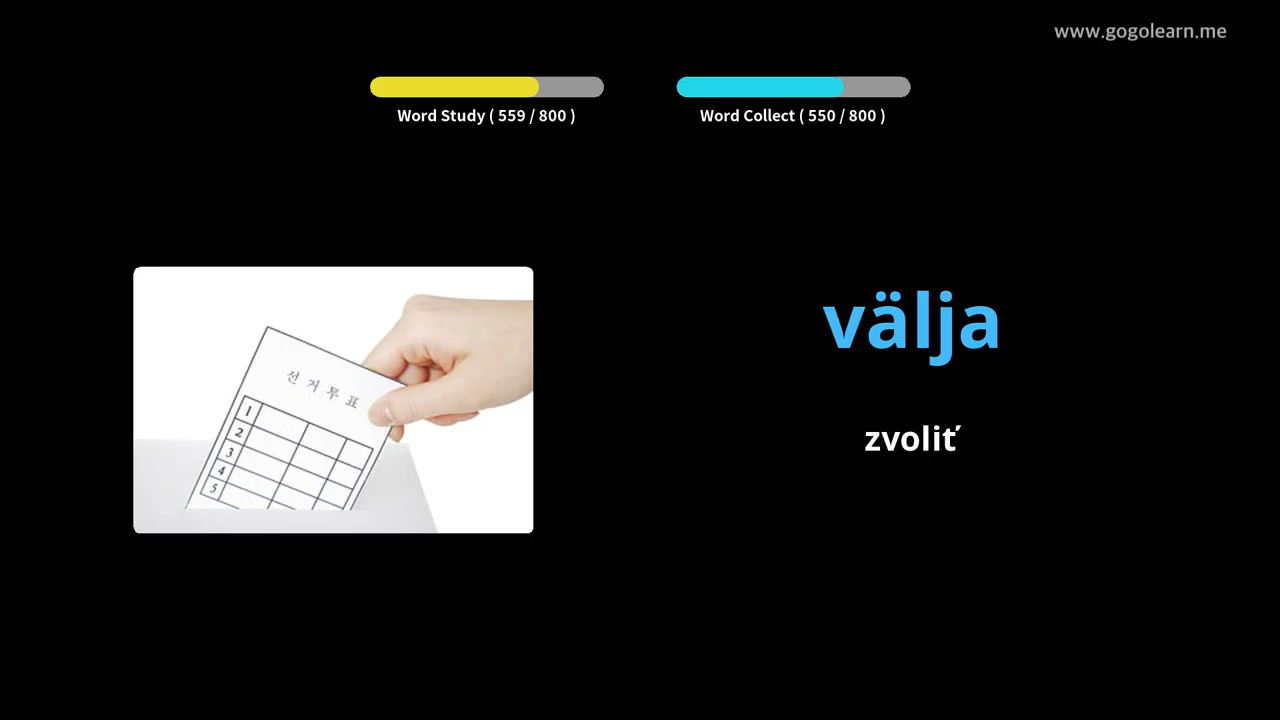 www.gogolearn.me
Word Study ( 559 / 800 )
Word Collect ( 550 / 800 )
välja
zvoliť
선거투표
1
2
3
4
5